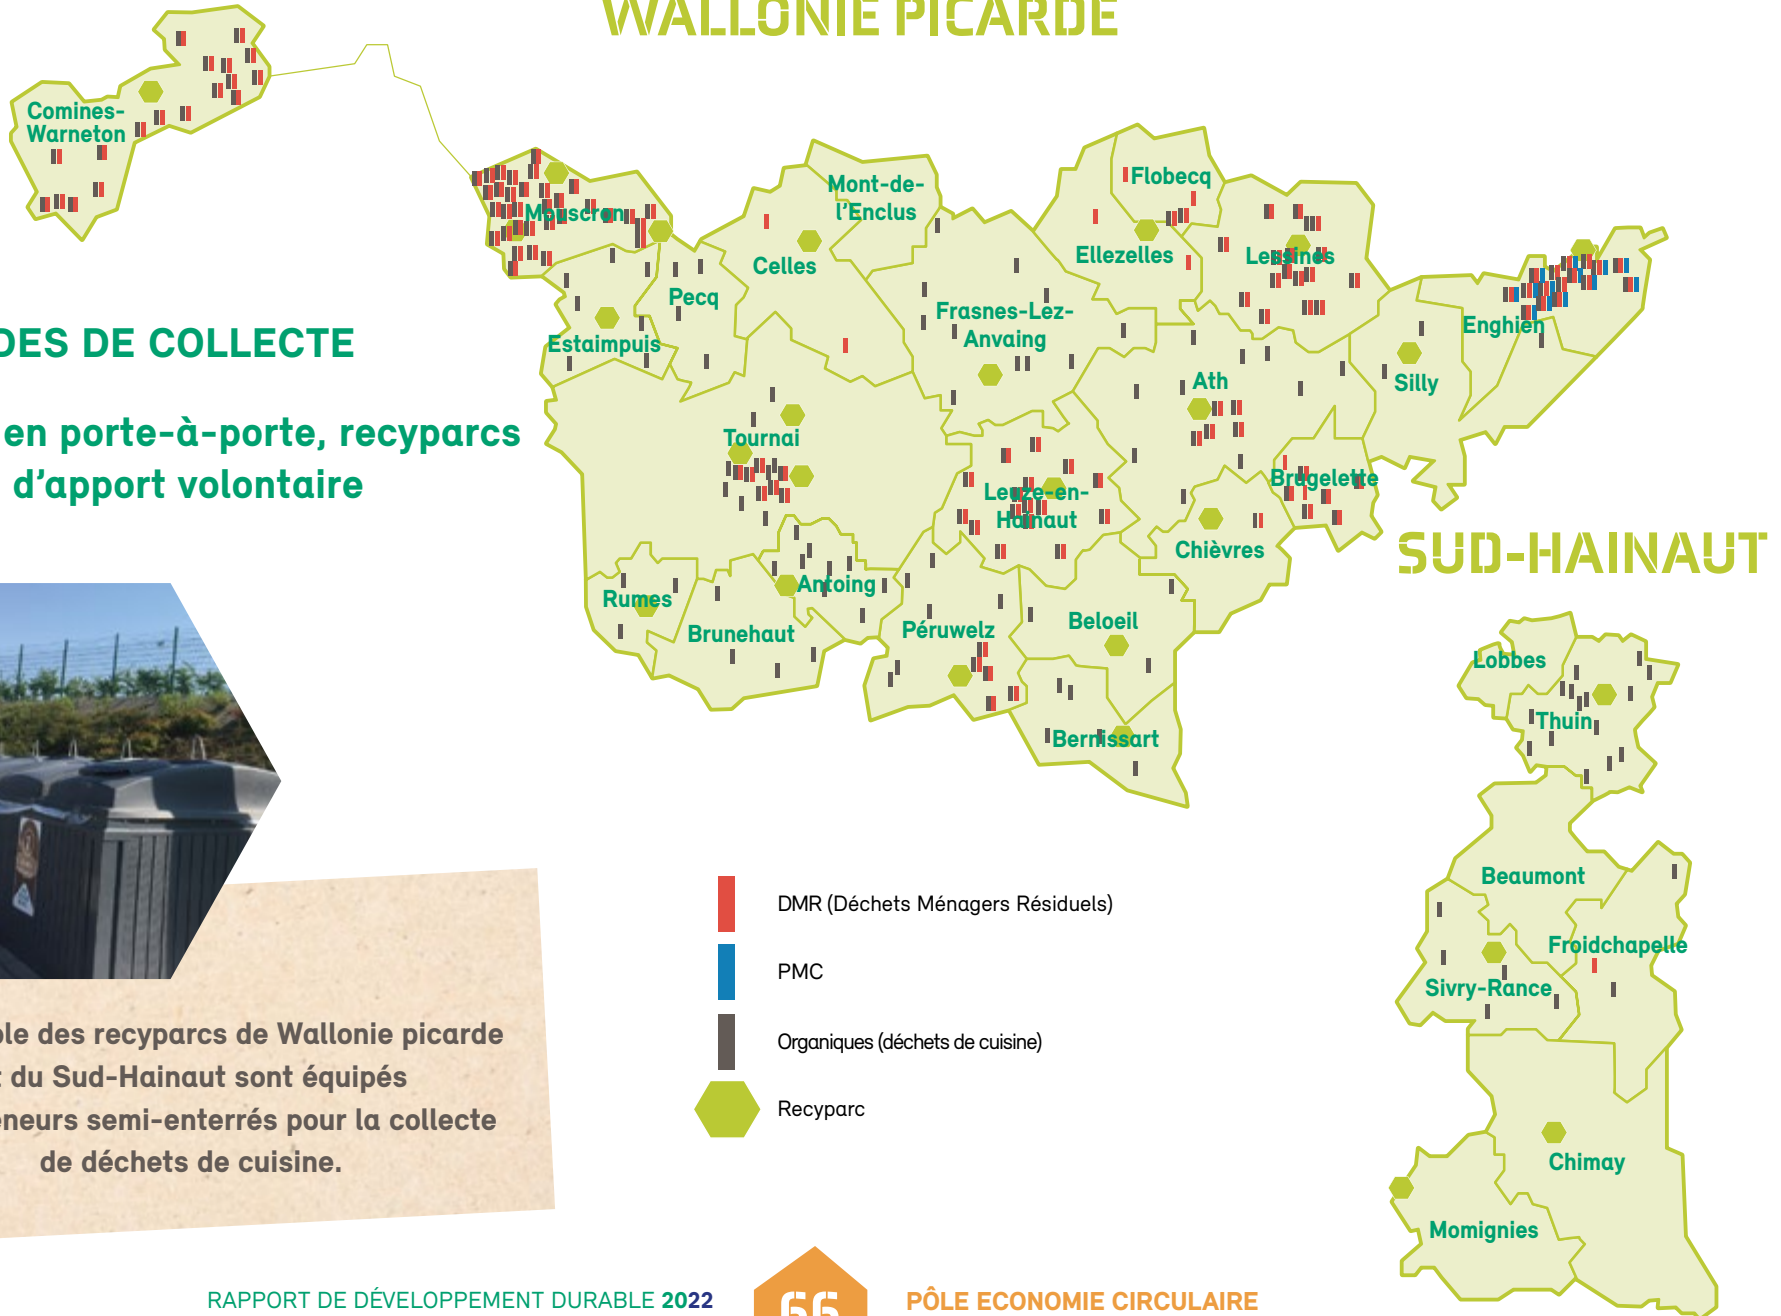 WALLONIE PICARDE
Comines-
Warneton
Mouscron
Mont-de-
l'Enclus
Celles
Flobecq
Ellezelles
Lessines
Pecq
Estaimpuis
Frasnes-Lez-
Anvaing
Enghien
Silly
Ath
DES DE COLLECTE
en porte-à-porte, recyparcs
d'apport volontaire
Tournai
Leuze-en-
Hainaut
Brugelette
Chièvres
SUD-HAINAUT
Antoing
Rumes
Brunehaut
Péruwelz
Beloeil
Bernissart
Lobbes
Thuin
Beaumont
Froidchapelle
Sivry-Rance
Chimay
Momignies
DMR (Déchets Ménagers Résiduels)
PMC
Organiques (déchets de cuisine)
Recyparc
ble des recyparcs de Wallonie picarde
t du Sud-Hainaut sont équipés
eneurs semi-enterrés pour la collecte
de déchets de cuisine.
RAPPORT DE DÉVELOPPEMENT DURABLE 2022
66
PÔLE ECONOMIE CIRCULAIRE